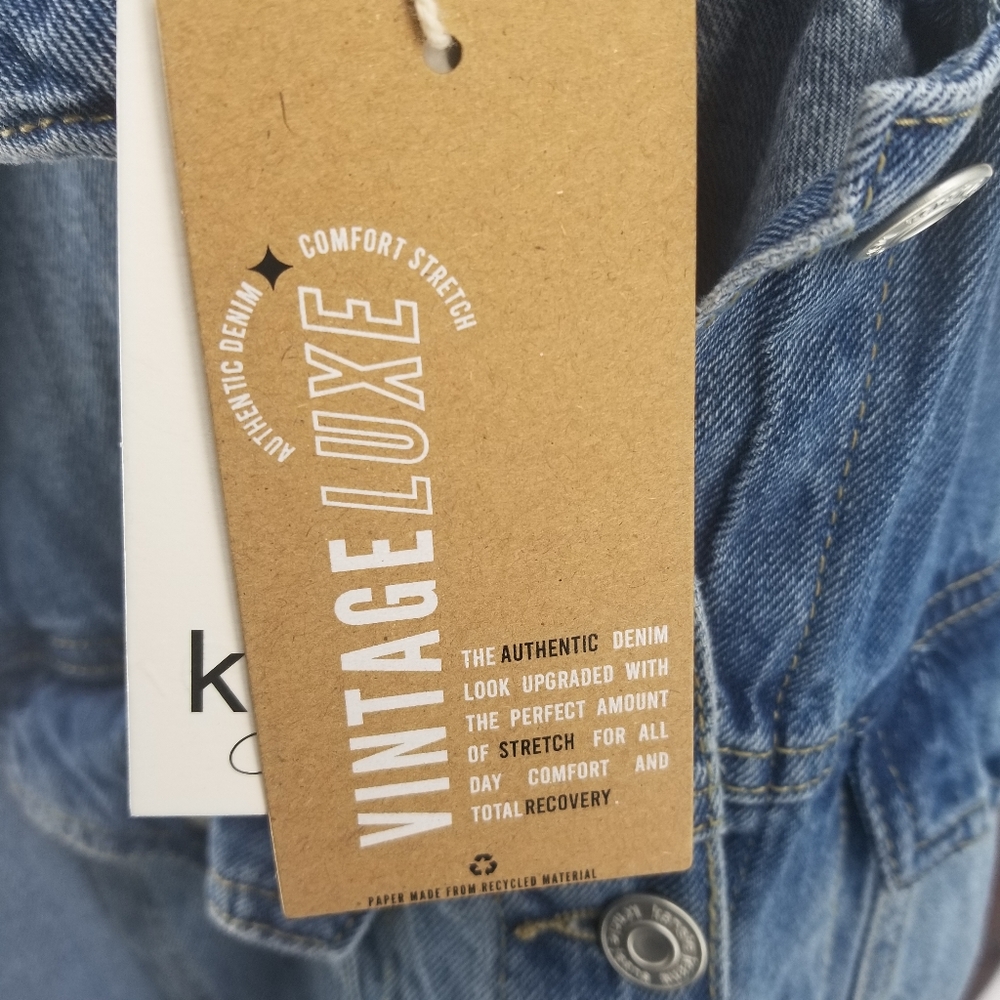 COMFORT STRETCH
AUTHENTIC DENIM
VINTAGE LUXE
THE AUTHENTIC DENIM
LOOK UPGRADED WITH
THE PERFECT AMOUNT
OF STRETCH FOR ALL
DAY COMFORT AND
TOTAL RECOVERY.
PAPER MADE FROM RECYCLED MATERIAL
k